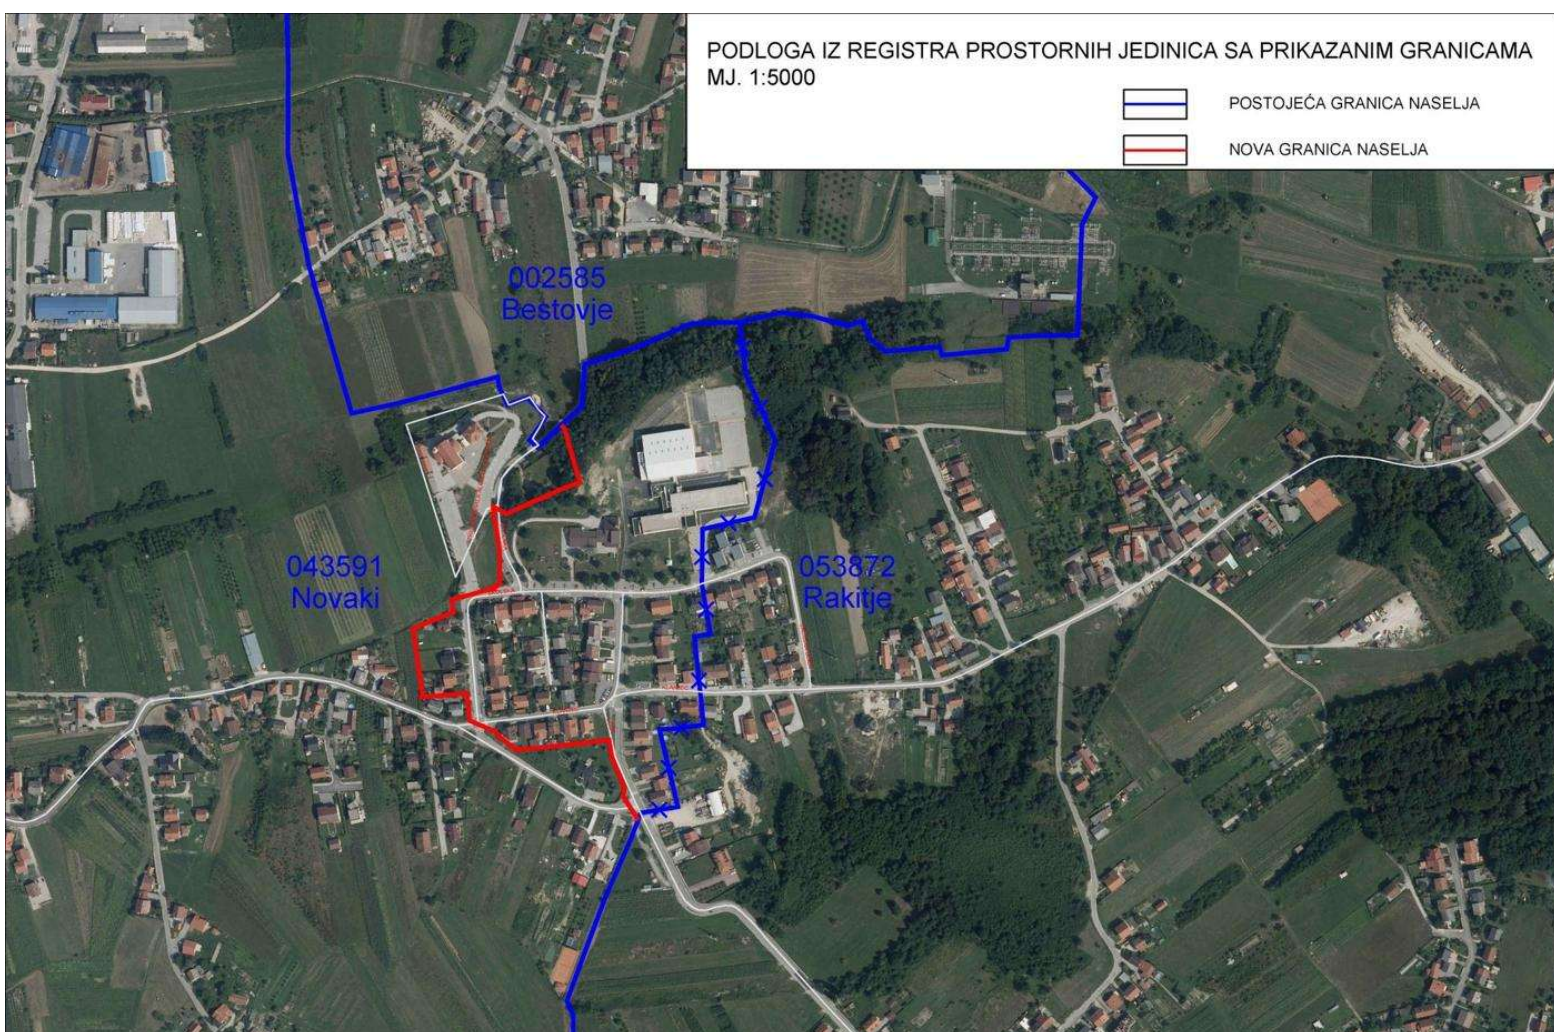 PODLOGA IZ REGISTRA PROSTORNIH JEDINICA SA PRIKAZANIM GRANICAMA
MJ. 1:5000
POSTOJEĆA GRANICA NASELJA
NOVA GRANICA NASELJA
002585
Bestovje
043591
Novaki
053872
Rakitje